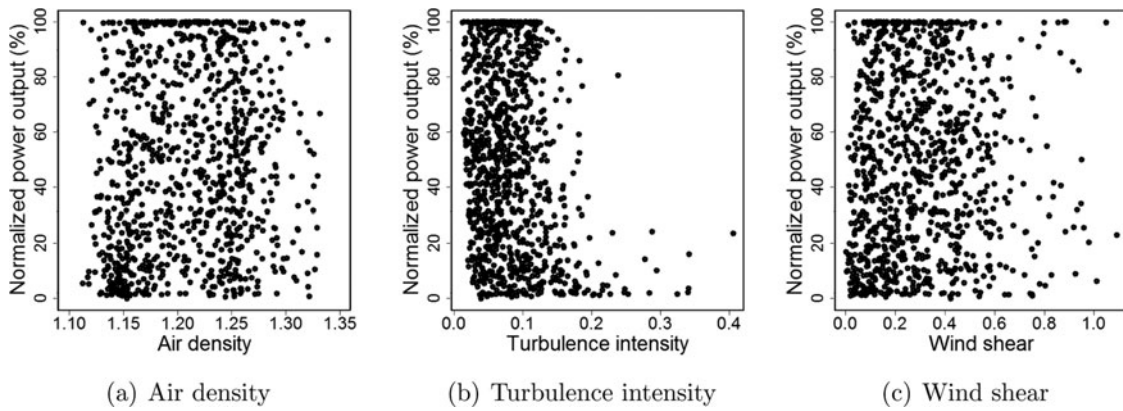 Normalized power output (%)
0 20 40 60 80 100
1.10 1.15 1.20 1.25 1.30 1.35
Air density
(a) Air density
Normalized power output (%)
0 20 40 60 80 100
0.0 0.1 0.2 0.3 0.4
Turbulence intensity
(b) Turbulence intensity
Normalized power output (%)
0 20 40 60 80 100
0.0 0.2 0.4 0.6 0.8 1.0
Wind shear
(c) Wind shear